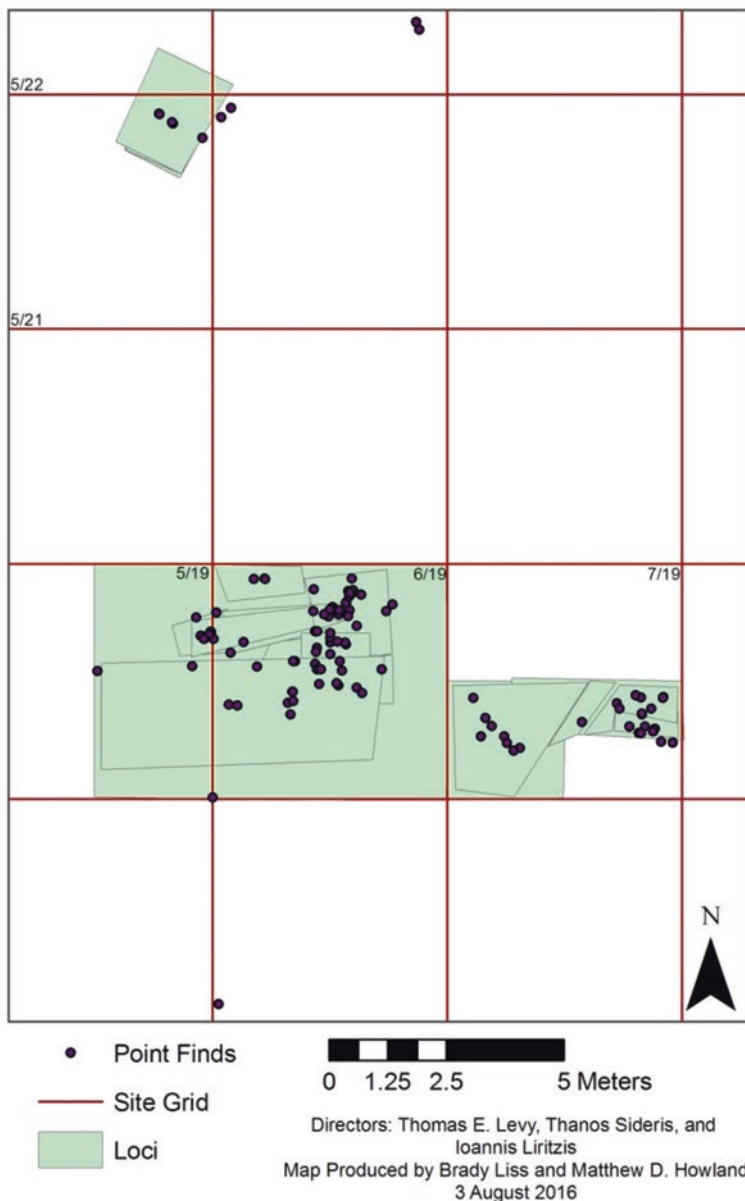 5/22
5/21
5/19
6/19
7/19
N
Point Finds
Site Grid
Loci
0 1.25 2.5 5 Meters
Directors: Thomas E. Levy, Thanos Sideris, and
Ioannis Liritzis
Map Produced by Brady Liss and Matthew D. Howland
3 August 2016